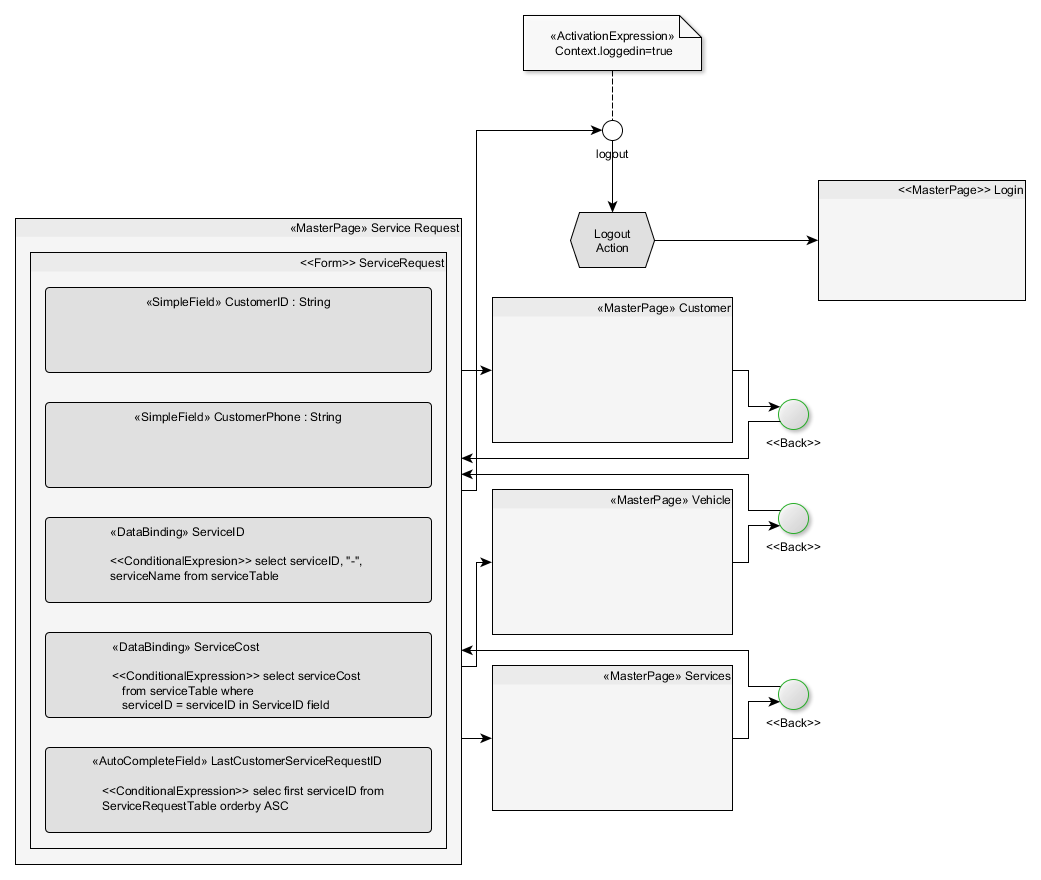 «ActivationExpression»
Context.loggedin=true
logout
Logout
Action
<<MasterPage>> Login
«MasterPage» Service Request
<<Form>> ServiceRequest
«SimpleField» CustomerID : String
«SimpleField» CustomerPhone : String
«DataBinding» ServiceID
<<ConditionalExpresion>> select serviceID, "-",
serviceName from serviceTable
«DataBinding» ServiceCost
<<ConditionalExpression>> select serviceCost
from serviceTable where
serviceID = serviceID in ServiceID field
«AutoCompleteField» LastCustomerServiceRequestID
<<ConditionalExpression>> selec first serviceID from
ServiceRequestTable orderby ASC
«MasterPage» Customer
<<Back>>
«MasterPage» Vehicle
<<Back>>
«MasterPage» Services
<<Back>>